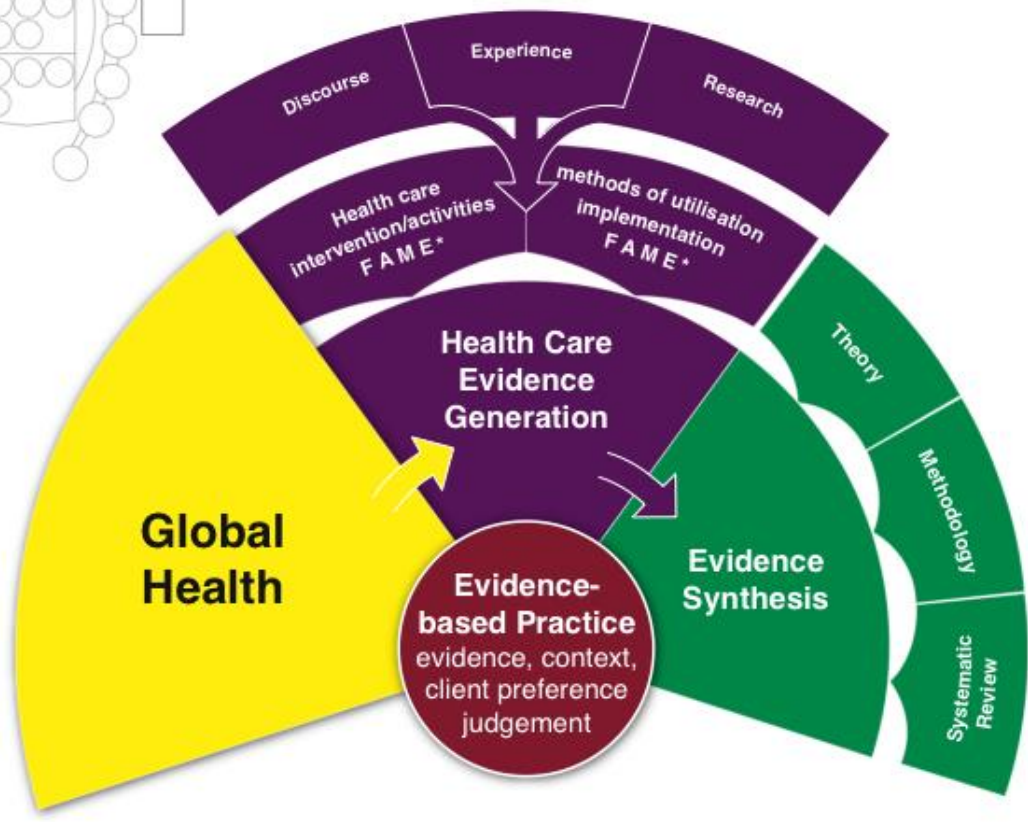 Discourse
Experience
Research
Health care
intervention/activities
F A M E*
methods of utilisation
implementation
F A M E*
Health Care
Evidence
Generation
Theory
Methodology
Systematic
Review
Global
Health
Evidence
Synthesis
Evidence-
based Practice
evidence, context,
client preference
judgement